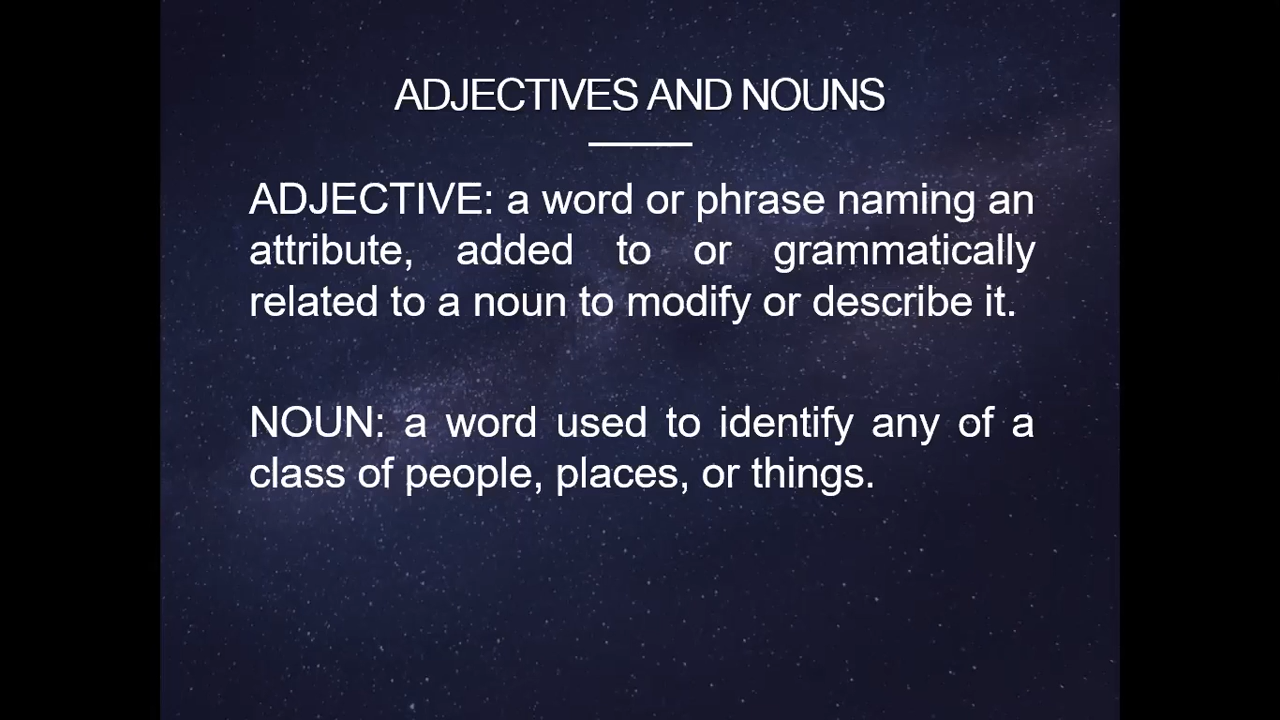 ADJECTIVES AND NOUNS
ADJECTIVE: a word or phrase naming an
attribute, added to or grammatically
related to a noun to modify or describe it.
NOUN: a word used to identify any of a
class of people, places, or things.